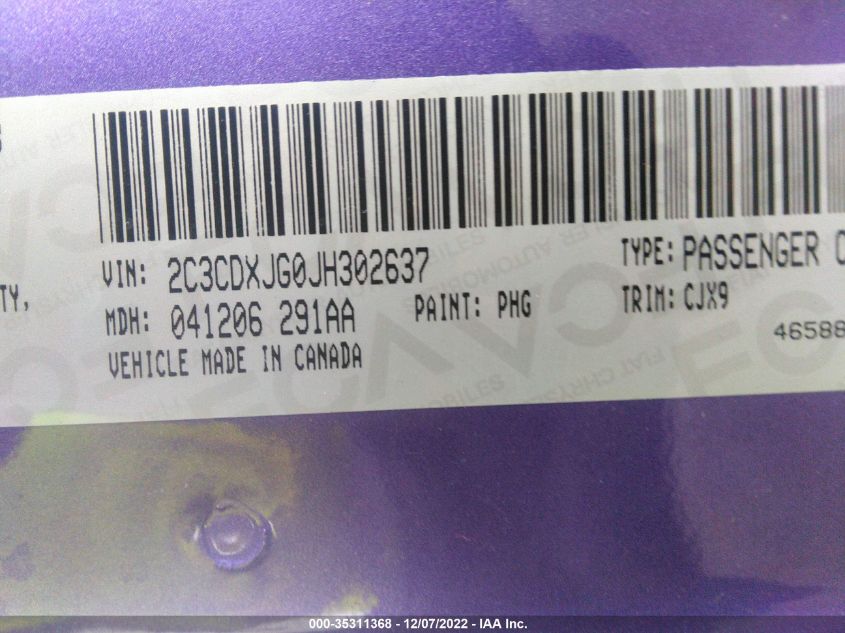 TY,
VIN: 2C3CDXJG0JH302637 TYPE: PASSENGER C
MDH: 041206 291AA PAINT: PHG TRIM: CJX9
VEHICLE MADE IN CANADA 46588
000-35311368 - 12/07/2022 - IAA Inc.